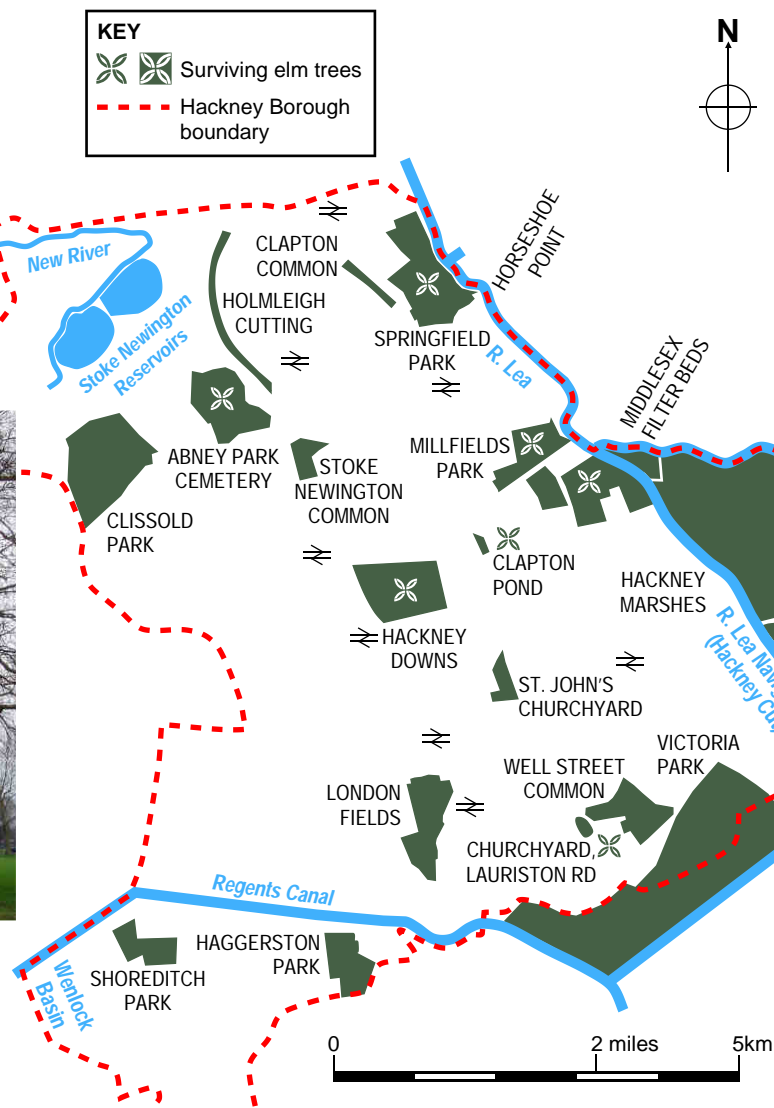 KEY
Surviving elm trees
Hackney Borough
boundary
N
New River
Stoke Newington
Reservoirs
CLAPTON
COMMON
HOLMLEIGH
CUTTING
HORSESHOE
POINT
SPRINGFIELD
PARK
R. Lea
MIDDLESEX
FILTER BEDS
ABNEY PARK
CEMETERY
STOKE
NEWINGTON
COMMON
MILLFIELDS
PARK
CLISSOLD
PARK
CLAPTON
POND
HACKNEY
MARSHES
HACKNEY
DOWNS
R. Lea
(Hackney Cut)
ST. JOHN'S
CHURCHYARD
VICTORIA
PARK
WELL STREET
COMMON
LONDON
FIELDS
CHURCHYARD,
LAURISTON RD
Regents Canal
HAGGERSTON
PARK
SHOREDITCH
PARK
Wenlock
Basin
0 2 miles 5km